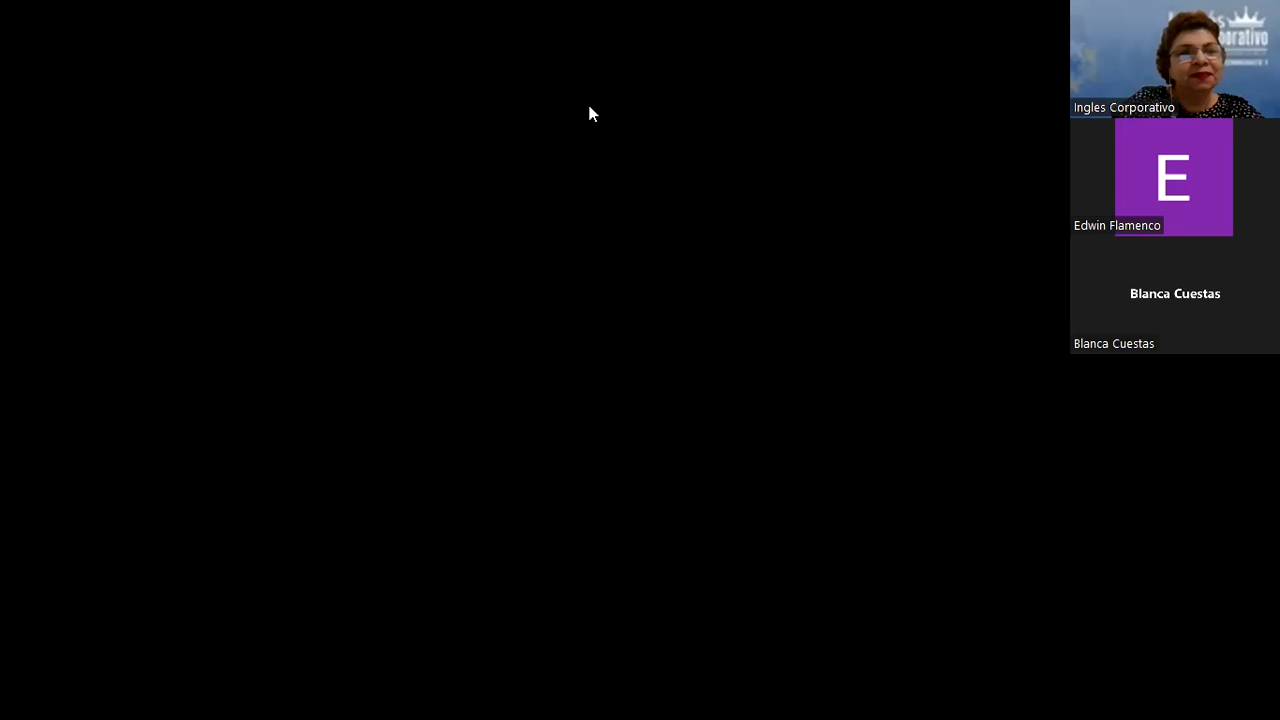 Ingles Corporativo
E
Edwin Flamenco
Blanca Cuestas
Blanca Cuestas